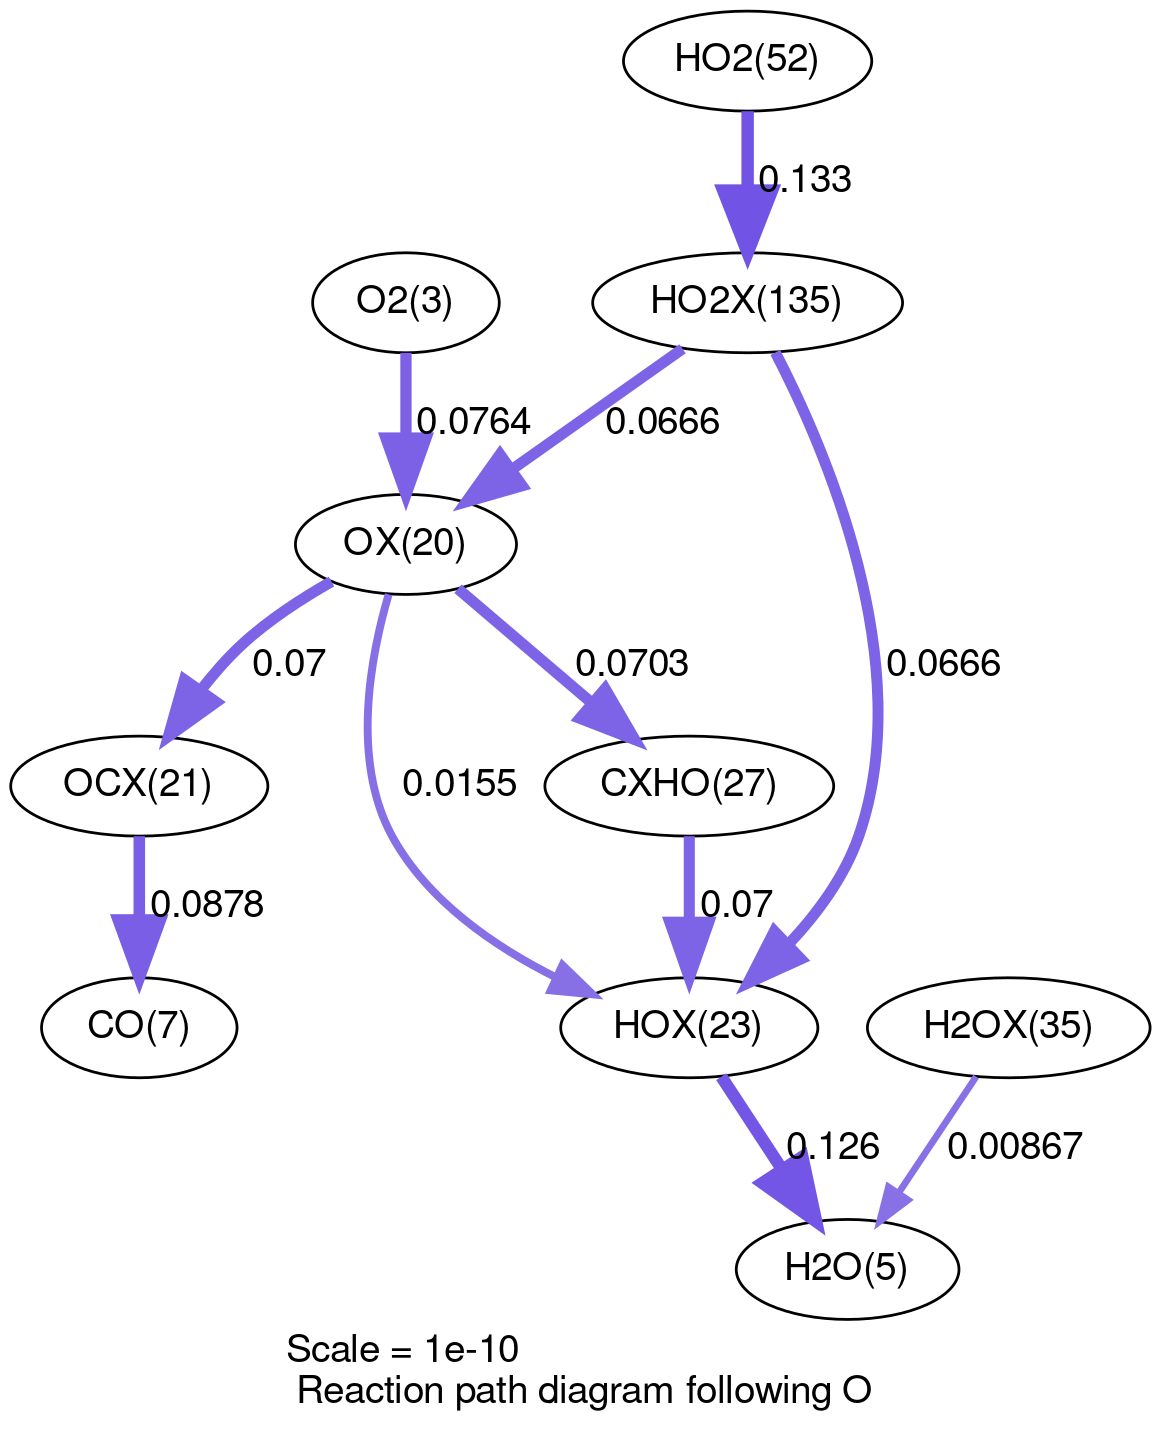 HO2(52)
0.133
O2(3)
HO2X(135)
0.0764
0.0666
OX(20)
0.07
0.0703
0.0666
OCX(21)
0.0155
CXHO(27)
0.0878
0.07
CO(7)
HOX(23)
H2OX(35)
0.126
0.00867
H2O(5)
Scale = 1e-10
Reaction path diagram following O